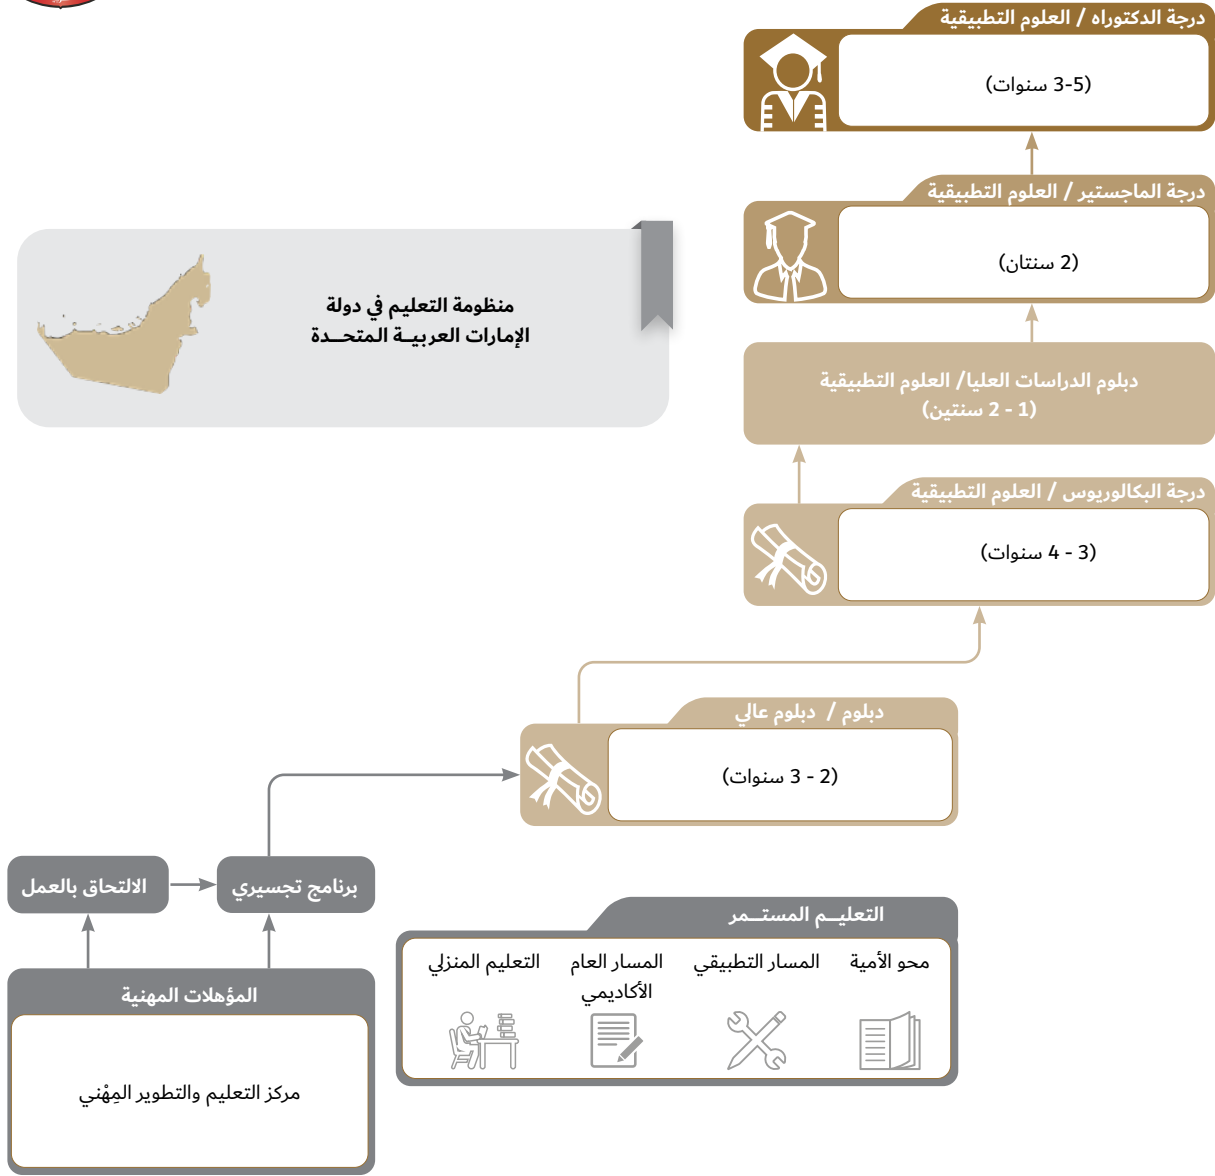 درجة الدكتوراه / العلوم التطبيقية
(3-5 سنوات)
درجة الماجستير / العلوم التطبيقية
(2 سنتان)
منظومة التعليم في دولة
الإمارات العربيــة المتحــدة
دبلوم الدراسات العليا/ العلوم التطبيقية
(1 - 2 سنتين)
درجة البكالوريوس / العلوم التطبيقية
(3 - 4 سنوات)
دبلوم / دبلوم عالي
(2 - 3 سنوات)
برنامج تجسيري
الالتحاق بالعمل
التعليــم المستــمر
محو الأمية
المسار التطبيقي
المسار العام
الأكاديمي
التعليم المنزلي
المؤهلات المهنية
مركز التعليم والتطوير المِهْني